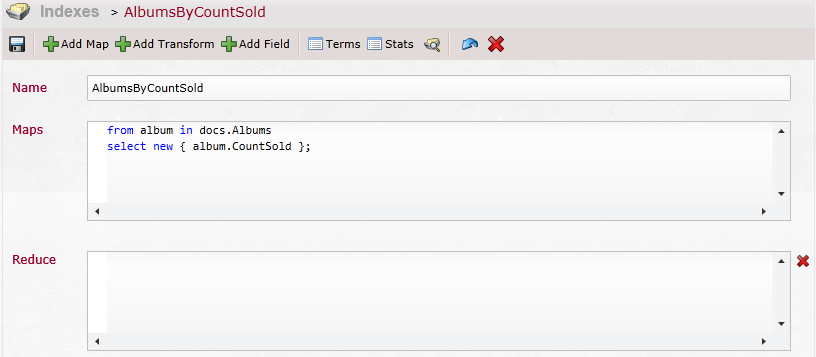 Indexes > AlbumsByCountSold
Add Map Add Transform Add Field Terms Stats
Name AlbumsByCountSold
Maps from album in docs.Albums
select new { album.CountSold };
Reduce